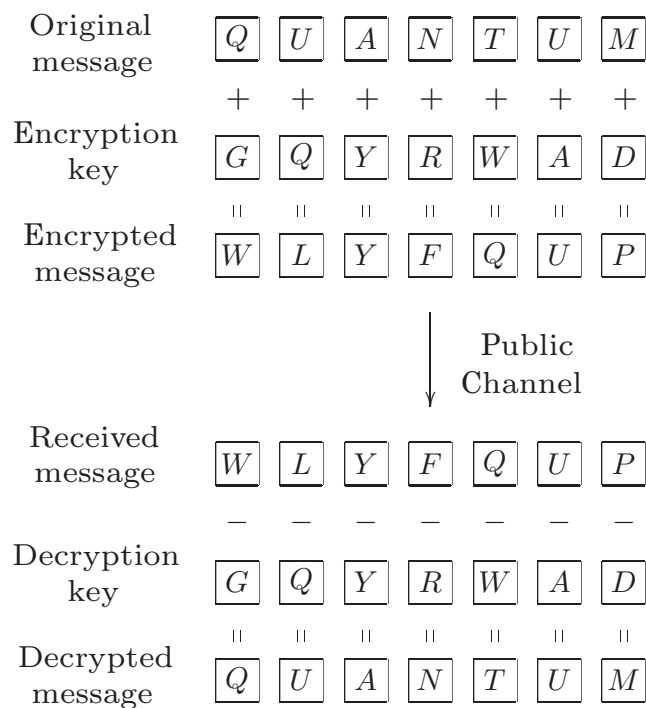 Original message Q U A N T U M
+ + + + + + +
Encryption key G Q Y R W A D
= = = = = = =
Encrypted message W L Y F Q U P
Public
Channel
Received message W L Y F Q U P
− − − − − − −
Decryption key G Q Y R W A D
= = = = = = =
Decrypted message Q U A N T U M